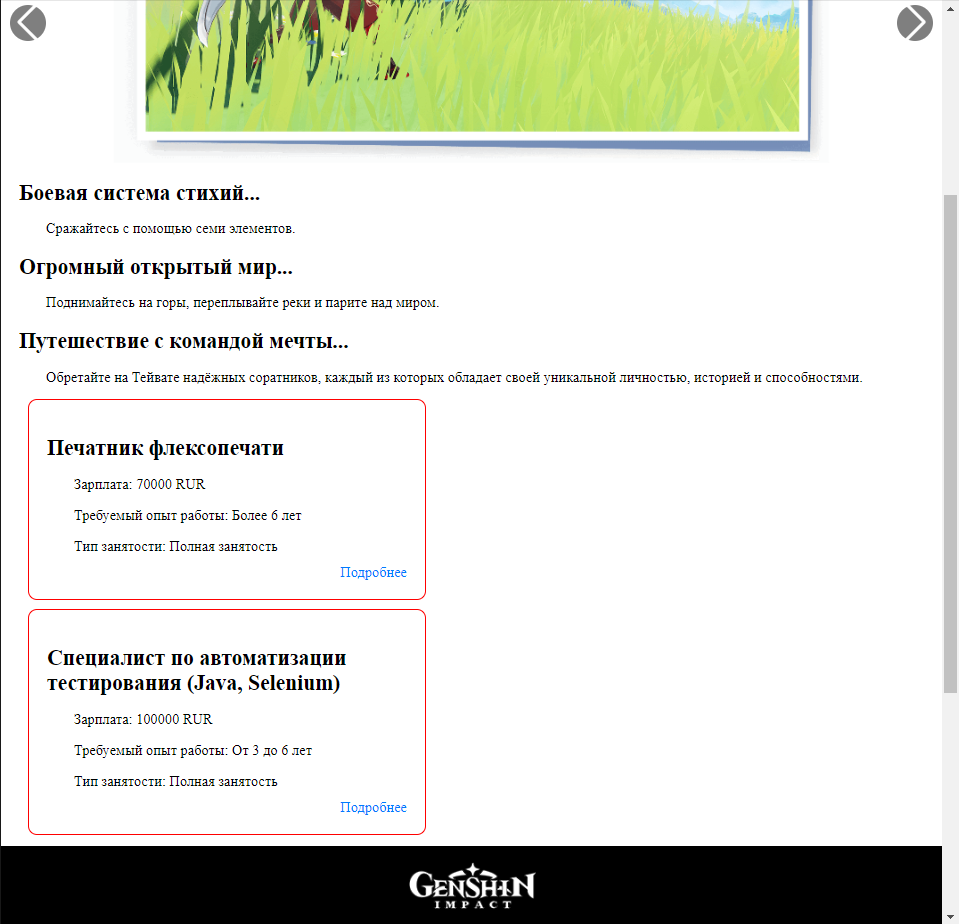 Боевая система стихий...
Сражайтесь с помощью семи элементов.
Огромный открытый мир...
Поднимайтесь на горы, переплывайте реки и парите над миром.
Путешествие с командой мечты...
Обретайте на Тейвате надёжных соратников, каждый из которых обладает своей уникальной личностью, историей и способностями.
Печатник флексопечати
Зарплата: 70000 RUR
Требуемый опыт работы: Более 6 лет
Тип занятости: Полная занятость
Подробнее
Специалист по автоматизации
тестирования (Java, Selenium)
Зарплата: 100000 RUR
Требуемый опыт работы: От 3 до 6 лет
Тип занятости: Полная занятость
Подробнее
GENSHIN
IMPACT